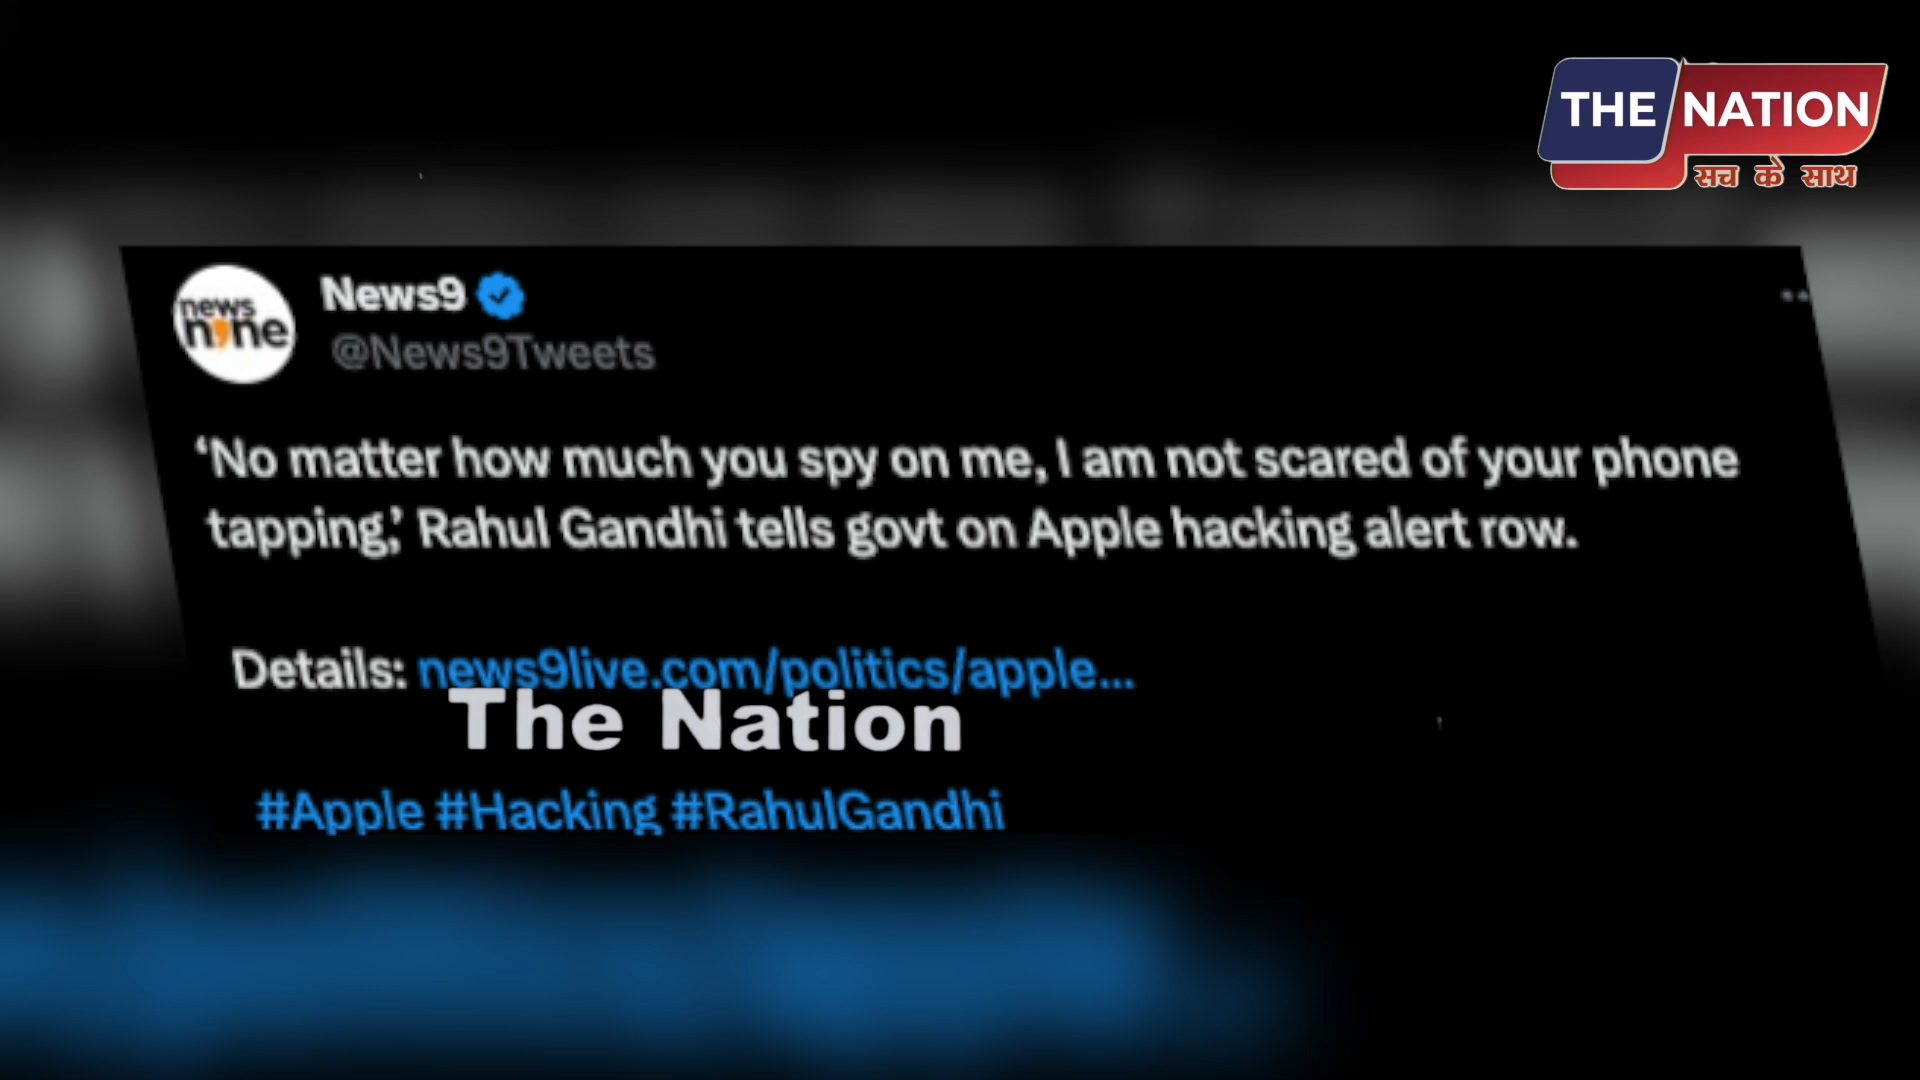 THE NATION
सच के साथ
news
nine
News9
@News9Tweets
‘No matter how much you spy on me, I am not scared of your phone
tapping,’ Rahul Gandhi tells govt on Apple hacking alert row.
Details: news9live.com/politics/apple...
The Nation
#Apple #Hacking #RahulGandhi